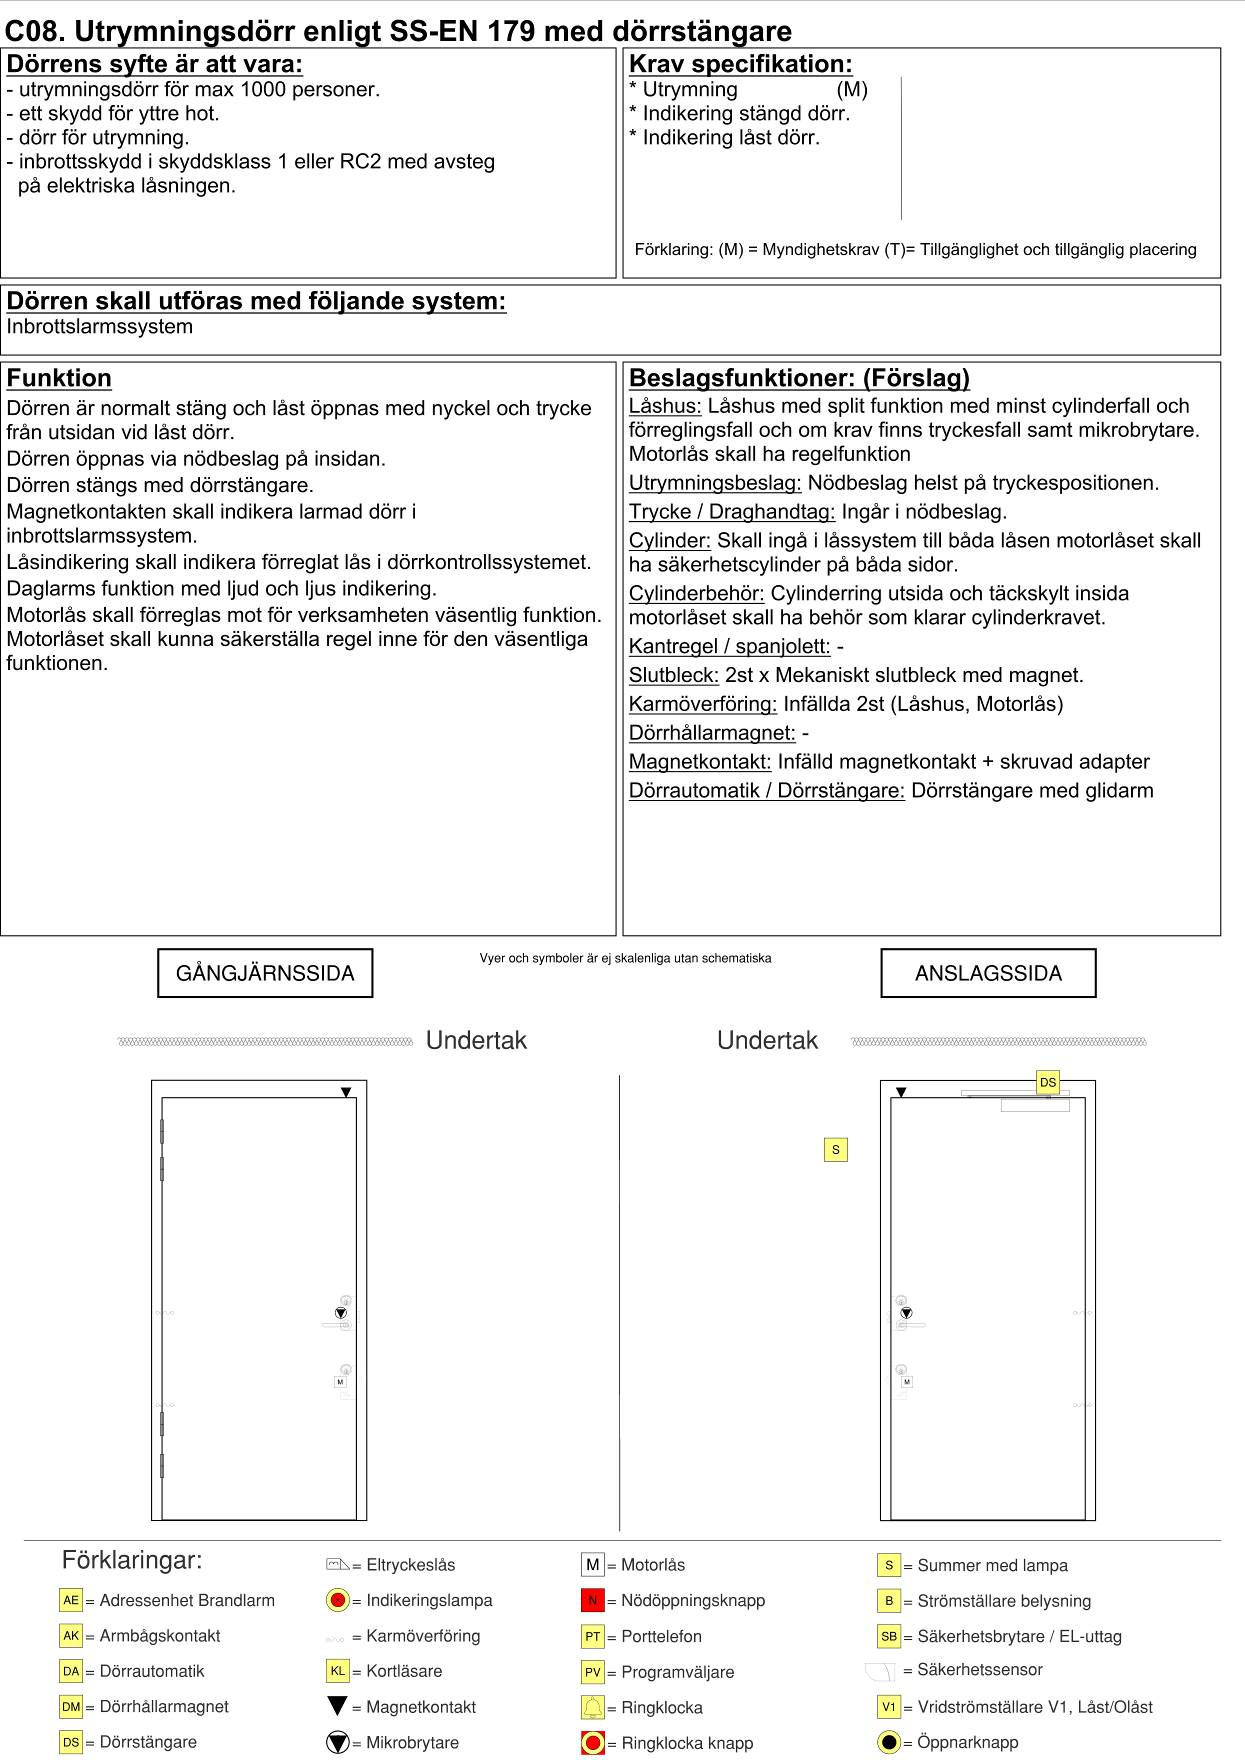 C08. Utrymningsdörr enligt SS-EN 179 med dörrstängare
Dörrens syfte är att vara:
- utrymningsdörr för max 1000 personer.
- ett skydd för yttre hot.
- dörr för utrymning.
- inbrottsskydd i skyddsklass 1 eller RC2 med avsteg
på elektriska låsningen.
Krav specifikation:
* Utrymning (M)
* Indikering stängd dörr.
* Indikering låst dörr.
Förklaring: (M) = Myndighetskrav (T)= Tillgänglighet och tillgänglig placering
Dörren skall utföras med följande system:
Inbrottslarmssystem
Funktion
Dörren är normalt stäng och låst öppnas med nyckel och trycke
från utsidan vid låst dörr.
Dörren öppnas via nödbeslag på insidan.
Dörren stängs med dörrstängare.
Magnetkontakten skall indikera larmad dörr i
inbrottslarmssystem.
Låsindikering skall indikera förreglat lås i dörrkontrollssystemet.
Daglarms funktion med ljud och ljus indikering.
Motorlås skall förreglas mot för verksamheten väsentlig funktion.
Motorlåset skall kunna säkerställa regel inne för den väsentliga
funktionen.
Beslagsfunktioner: (Förslag)
Låshus: Låshus med split funktion med minst cylinderfall och
förreglingsfall och om krav finns tryckesfall samt mikrobrytare.
Motorlås skall ha regelfunktion
Utrymningsbeslag: Nödbeslag helst på tryckespositionen.
Trycke / Draghandtag: Ingår i nödbeslag.
Cylinder: Skall ingå i låssystem till båda låsen motorlåset skall
ha säkerhetscylinder på båda sidor.
Cylinderbehör: Cylinderring utsida och täckskylt insida
motorlåset skall ha behör som klarar cylinderkravet.
Kantregel / spanjolett: -
Slutbleck: 2st x Mekaniskt slutbleck med magnet.
Karmöverföring: Infällda 2st (Låshus, Motorlås)
Dörrhållarmagnet: -
Magnetkontakt: Infälld magnetkontakt + skruvad adapter
Dörrautomatik / Dörrstängare: Dörrstängare med glidarm
GÅNGJÄRNSSIDA
Vyer och symboler är ej skalenliga utan schematiska
ANSLAGSSIDA
Undertak
Undertak
DS
S
M
M
Förklaringar:
AE = Adressenhet Brandlarm
AK = Armbågskontakt
DA = Dörrautomatik
DM = Dörrhållarmagnet
DS = Dörrstängare
= Eltryckeslås
= Indikeringslampa
= Karmöverföring
KL = Kortläsare
= Magnetkontakt
= Mikrobrytare
M = Motorlås
N = Nödöppningsknapp
PT = Porttelefon
PV = Programväljare
= Ringklocka
= Ringklocka knapp
S = Summer med lampa
B = Strömställare belysning
SB = Säkerhetsbrytare / EL-uttag
= Säkerhetssensor
V1 = Vridströmställare V1, Låst/Olåst
= Öppnarknapp